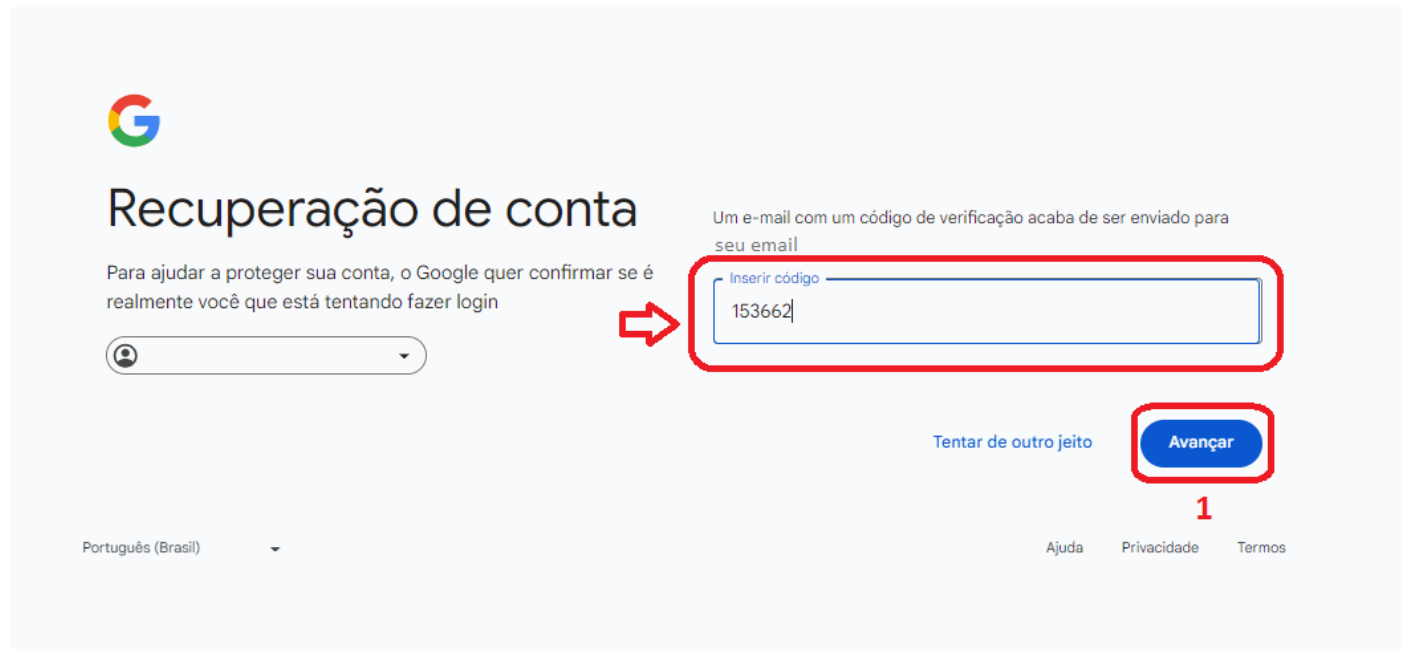 Recuperação de conta
Para ajudar a proteger sua conta, o Google quer confirmar se é
realmente você que está tentando fazer login
Um e-mail com um código de verificação acaba de ser enviado para
seu email
Inserir código
153662
Tentar de outro jeito
Avançar
1
Português (Brasil)
Ajuda
Privacidade
Termos